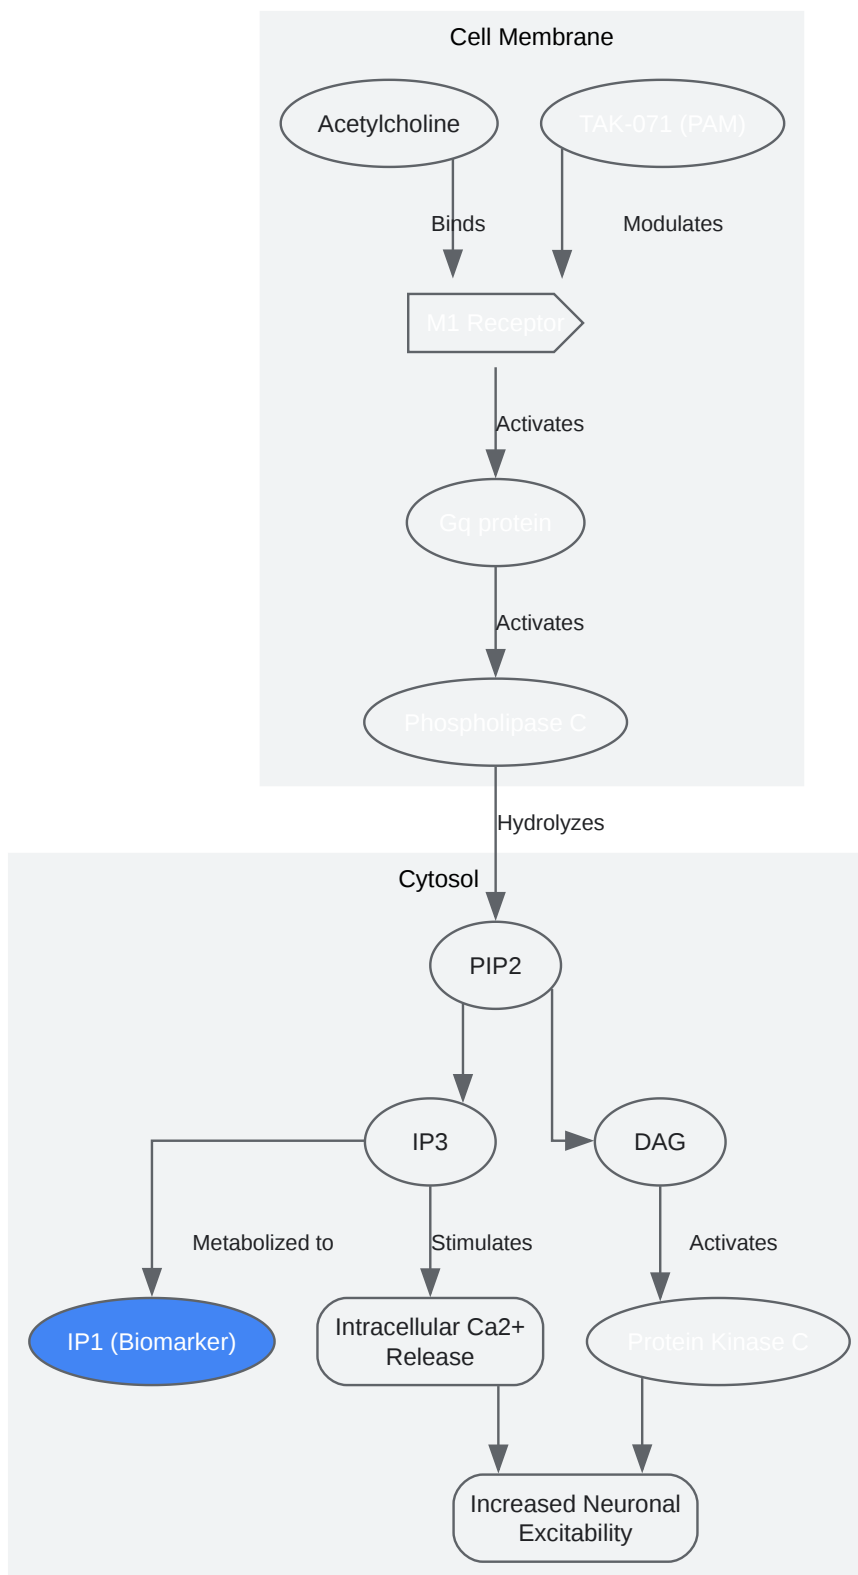 Cell Membrane
Acetylcholine
TAK-071 (PAM)
Binds
Modulates
M1 Receptor
Activates
Gq protein
Activates
Phospholipase C
Hydrolyzes
Cytosol
PIP2
IP3
DAG
Metabolized to
Stimulates
Activates
IP1 (Biomarker)
Intracellular Ca2+
Release
Protein Kinase C
Increased Neuronal
Excitability